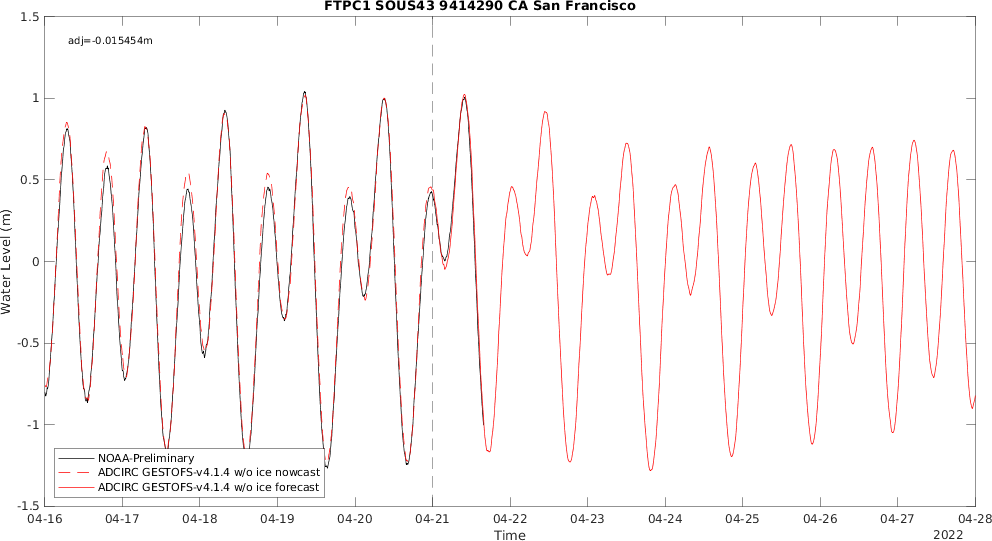 FTPC1 SOUS43 9414290 CA San Francisco
adj=-0.015454m
1.5
1
0.5
0
-0.5
-1
-1.5
Water Level (m)
NOAA-Preliminary
ADCIRC GESTOFS-v4.1.4 w/o ice nowcast
ADCIRC GESTOFS-v4.1.4 w/o ice forecast
04-16 04-17 04-18 04-19 04-20 04-21 04-22 04-23 04-24 04-25 04-26 04-27 04-28
Time
2022